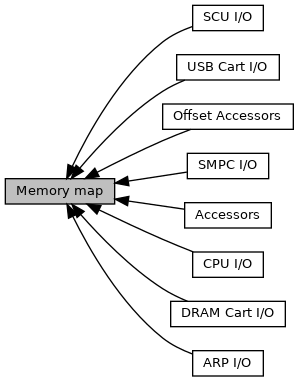 SCU I/O
USB Cart I/O
Offset Accessors
SMPC I/O
Memory map
Accessors
CPU I/O
DRAM Cart I/O
ARP I/O